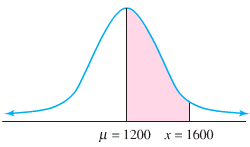 μ = 1200 x = 1600